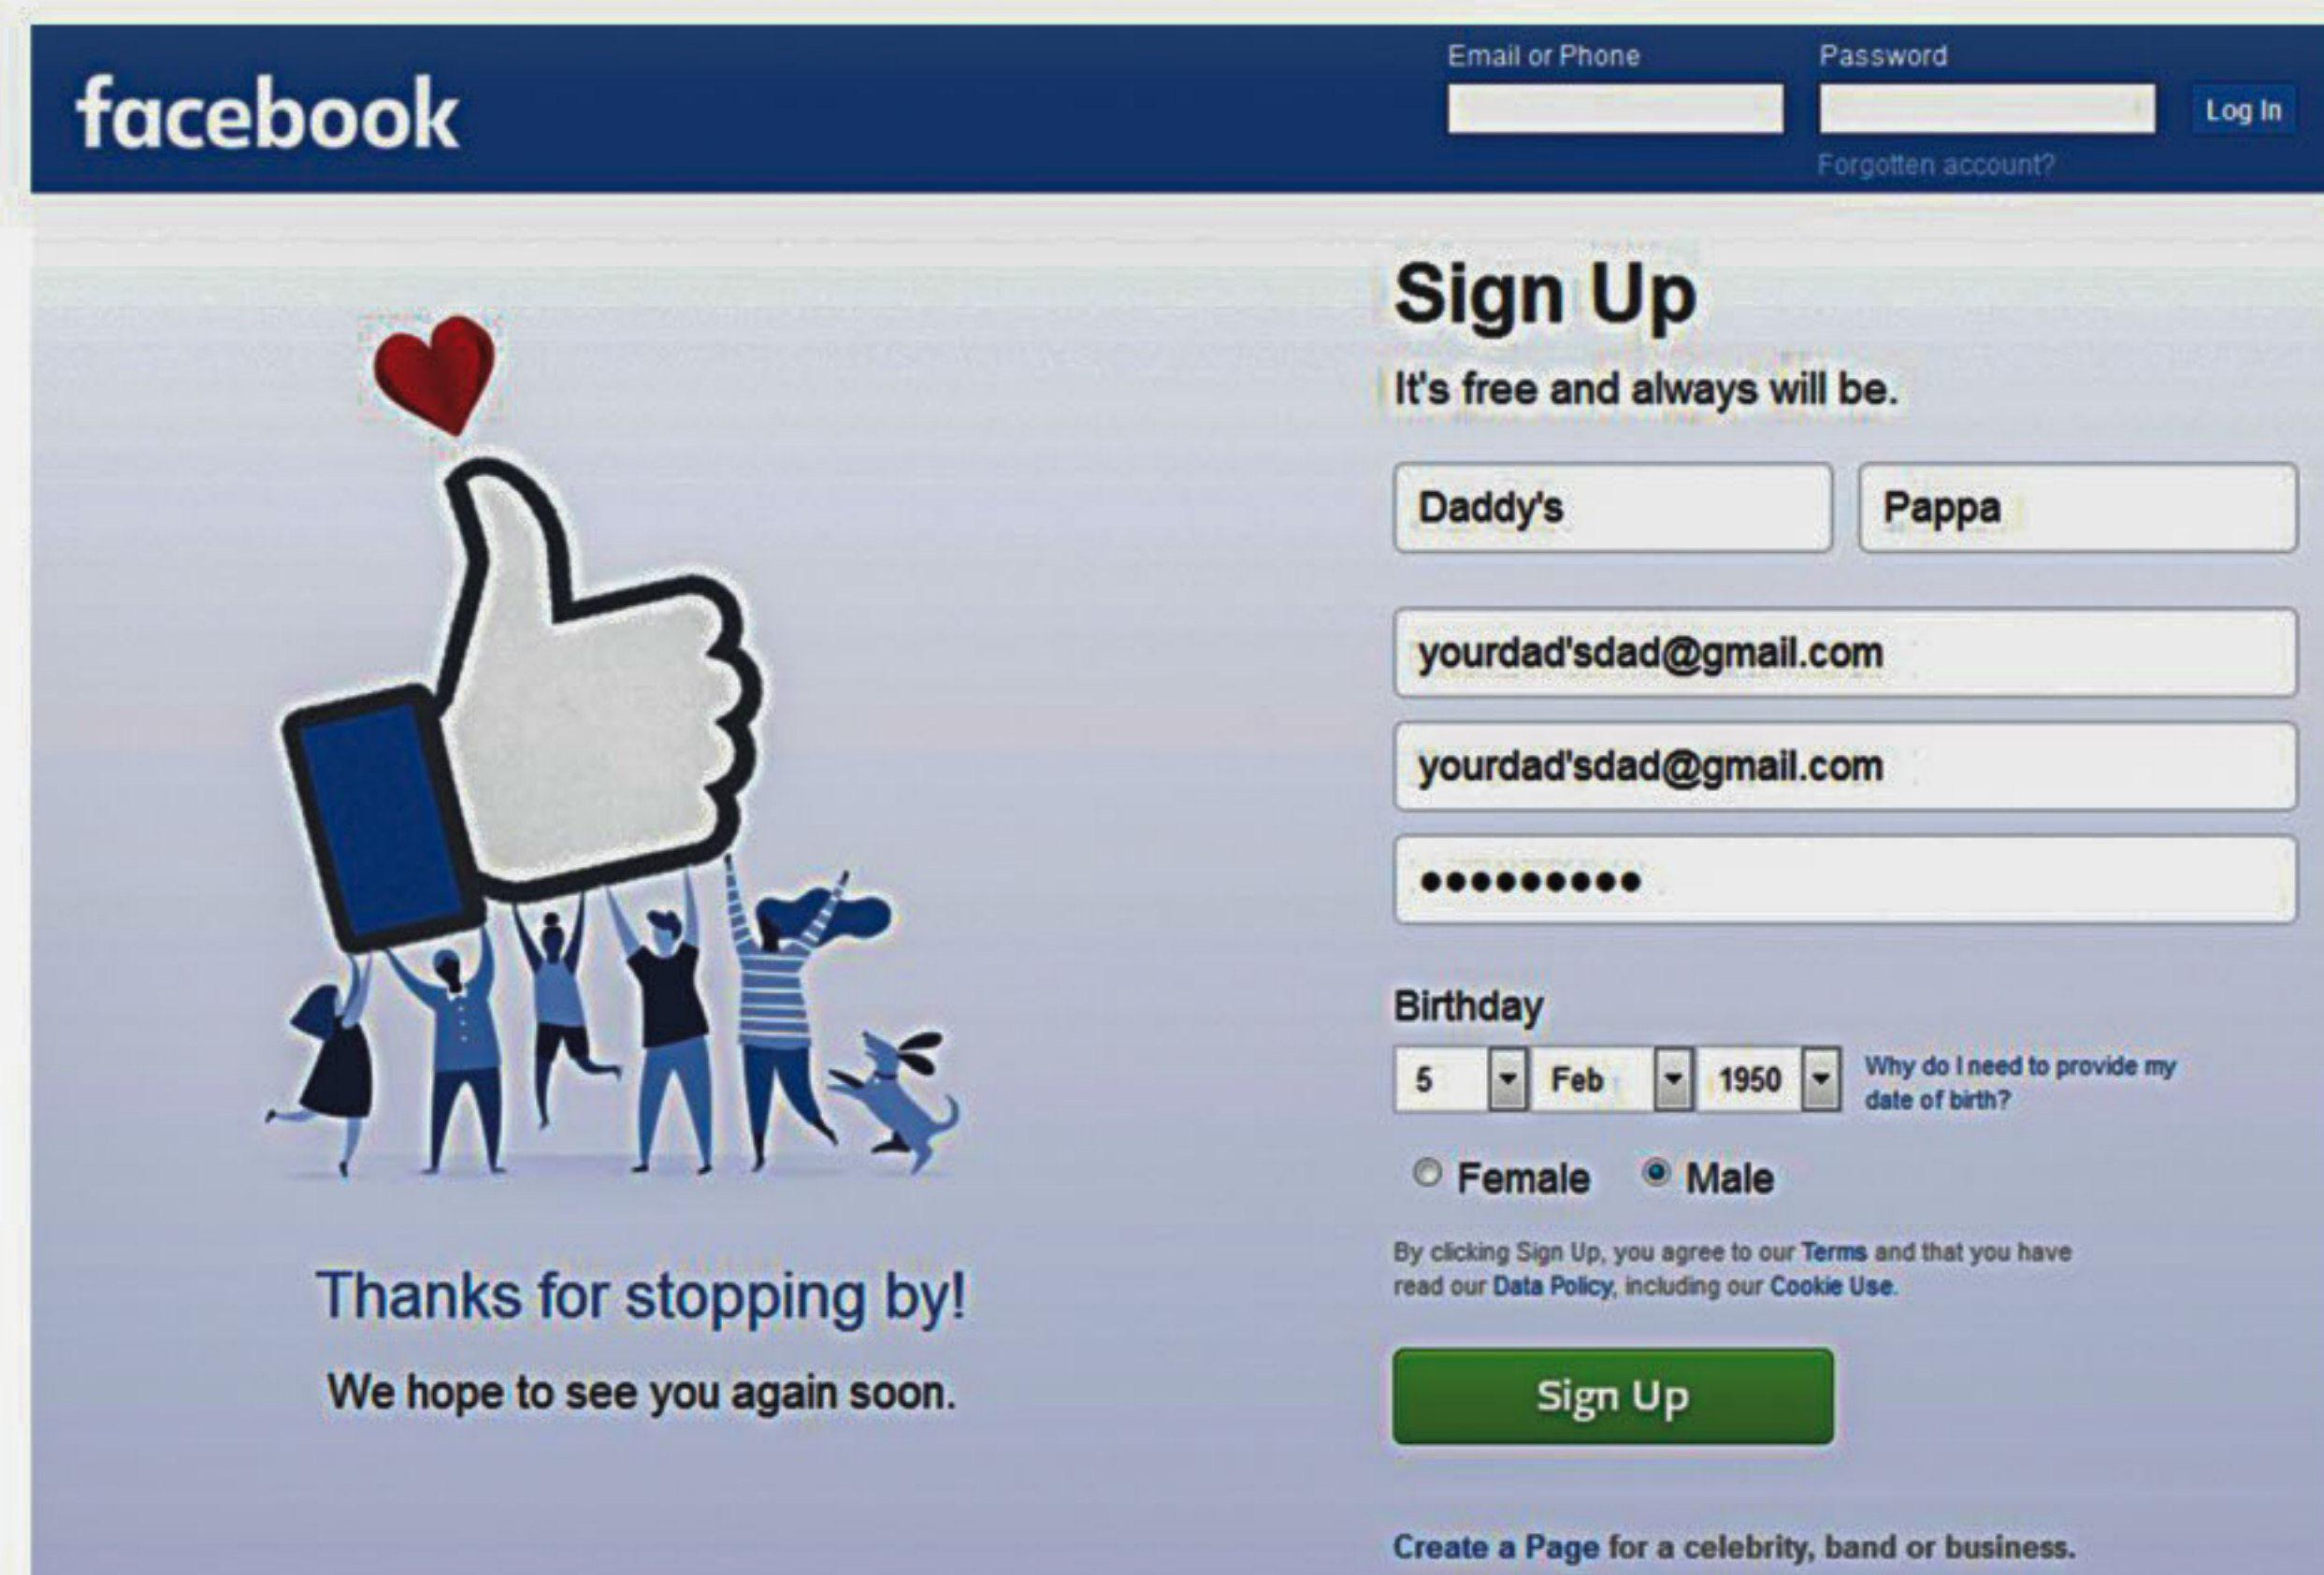 facebook
Email or Phone
Password
Log In
Forgotten account?
Sign Up
It's free and always will be.
Daddy's
Pappa
yourdad'sdad@gmail.com
yourdad'sdad@gmail.com
•••••••••
Birthday
5 Feb 1950
Why do I need to provide my
date of birth?
Female Male
By clicking Sign Up, you agree to our Terms and that you have
read our Data Policy, including our Cookie Use.
Sign Up
Create a Page for a celebrity, band or business.
Thanks for stopping by!
We hope to see you again soon.